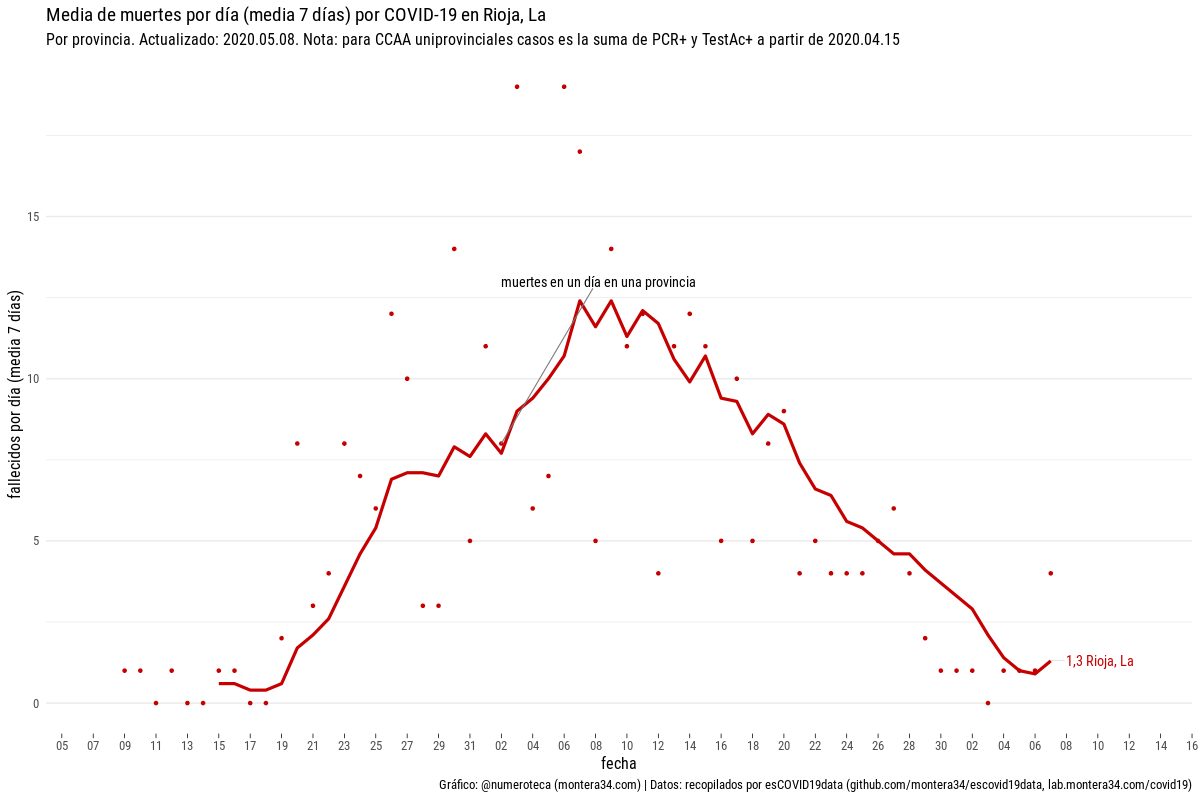 Media de muertes por día (media 7 días) por COVID-19 en Rioja, La
Por provincia. Actualizado: 2020.05.08. Nota: para CCAA uniprovinciales casos es la suma de PCR+ y TestAc+ a partir de 2020.04.15
fallecidos por día (media 7 días)
15
10
5
0
muertes en un día en una provincia
1,3 Rioja, La
05 07 09 11 13 15 17 19 21 23 25 27 29 31 02 04 06 08 10 12 14 16 18 20 22 24 26 28 30 02 04 06 08 10 12 14 16
fecha
Gráfico: @numeroteca (montera34.com) | Datos: recopilados por esCOVID19data (github.com/montera34/escovid19data, lab.montera34.com/covid19)